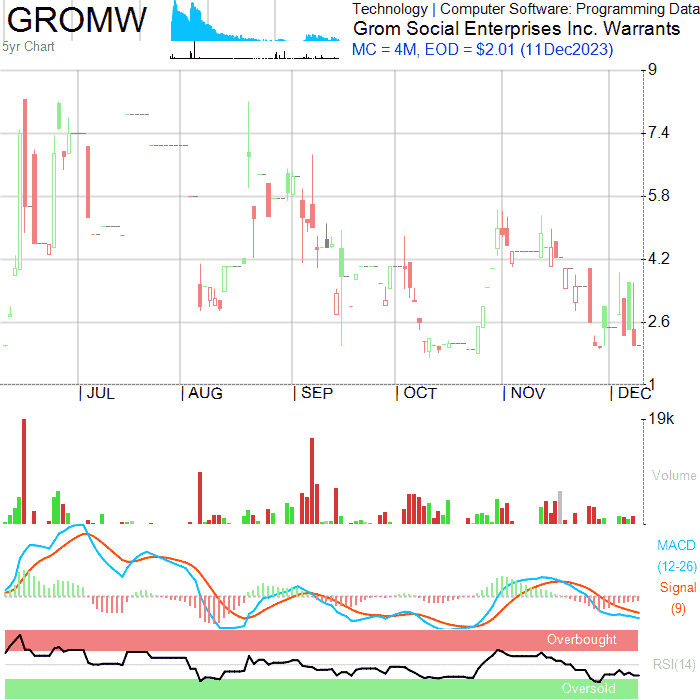 GROMW
5yr Chart
Technology | Computer Software: Programming Data
Grom Social Enterprises Inc. Warrants
MC = 4M, EOD = $2.01 (11Dec2023)
9
7.4
5.8
4.2
2.6
1
JUL AUG SEP OCT NOV DEC
19k
Volume
MACD
(12-26)
Signal
(9)
Overbought
RSI(14)
Oversold